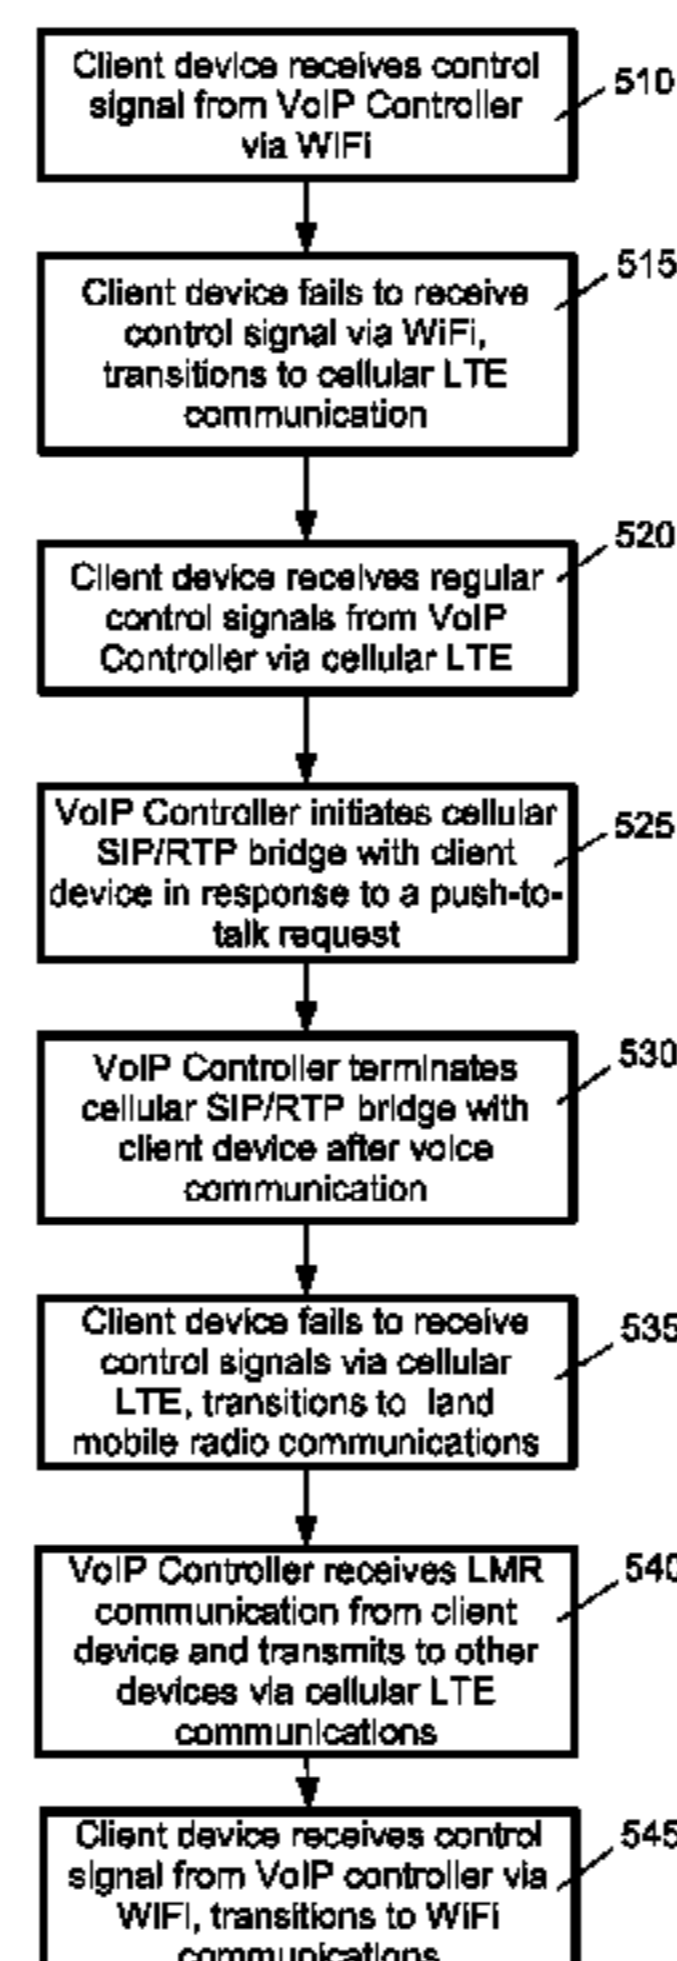 Client device receives control
signal from VoIP Controller
via WiFi
510
Client device fails to receive
control signal via WiFi,
transitions to cellular LTE
communication
515
Client device receives regular
control signals from VoIP
Controller via cellular LTE
520
VoIP Controller initiates cellular
SIP/RTP bridge with client
device in response to a push-to-
talk request
525
VoIP Controller terminates
cellular SIP/RTP bridge with
client device after voice
communication
530
Client device fails to receive
control signals via cellular
LTE, transitions to land
mobile radio communications
535
VoIP Controller receives LMR
communication from client
device and transmits to other
devices via cellular LTE
communications
540
Client device receives control
signal from VoIP controller via
WIFI, transitions to WiFi
communications
545